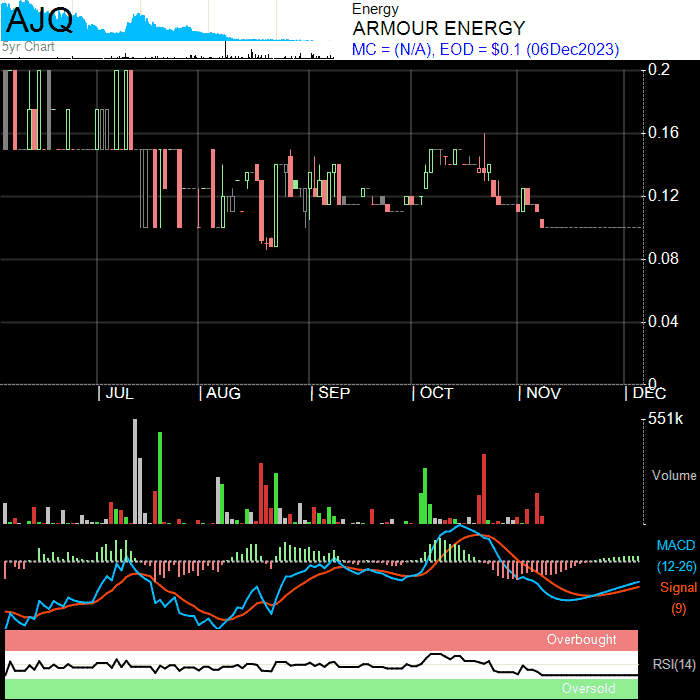 AJQ
5yr Chart
Energy
ARMOUR ENERGY
MC = (N/A), EOD = $0.1 (06Dec2023)
0.2
0.16
0.12
0.08
0.04
0
JUL
AUG
SEP
OCT
NOV
DEC
551k
Volume
MACD
(12-26)
Signal
(9)
Overbought
RSI(14)
Oversold